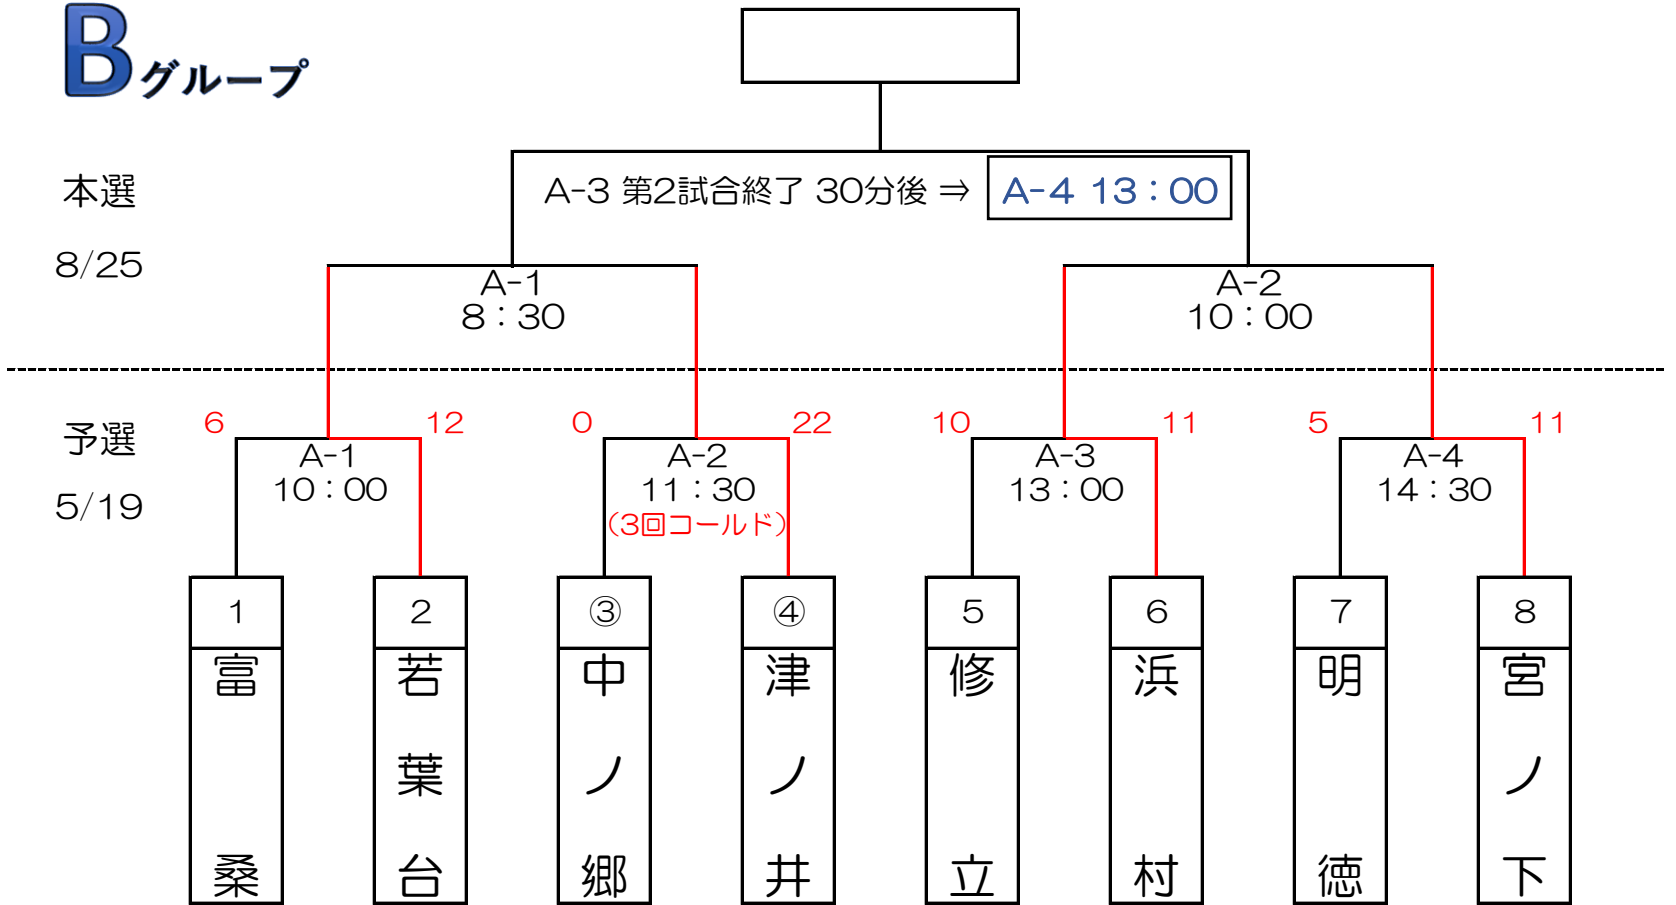 Bグループ
本選
8/25
A-3 第2試合終了 30分後 ⇒ A-4 13：00
A-1
8：30
A-2
10：00
予選
5/19
6 12 0 22 10 11 5 11
A-1
10：00
A-2
11：30
(3回コールド)
A-3
13：00
A-4
14：30
1 2 ③ ④ 5 6 7 8
富桑
若葉台
中ノ郷
津ノ井
修立
浜村
明徳
宮ノ下